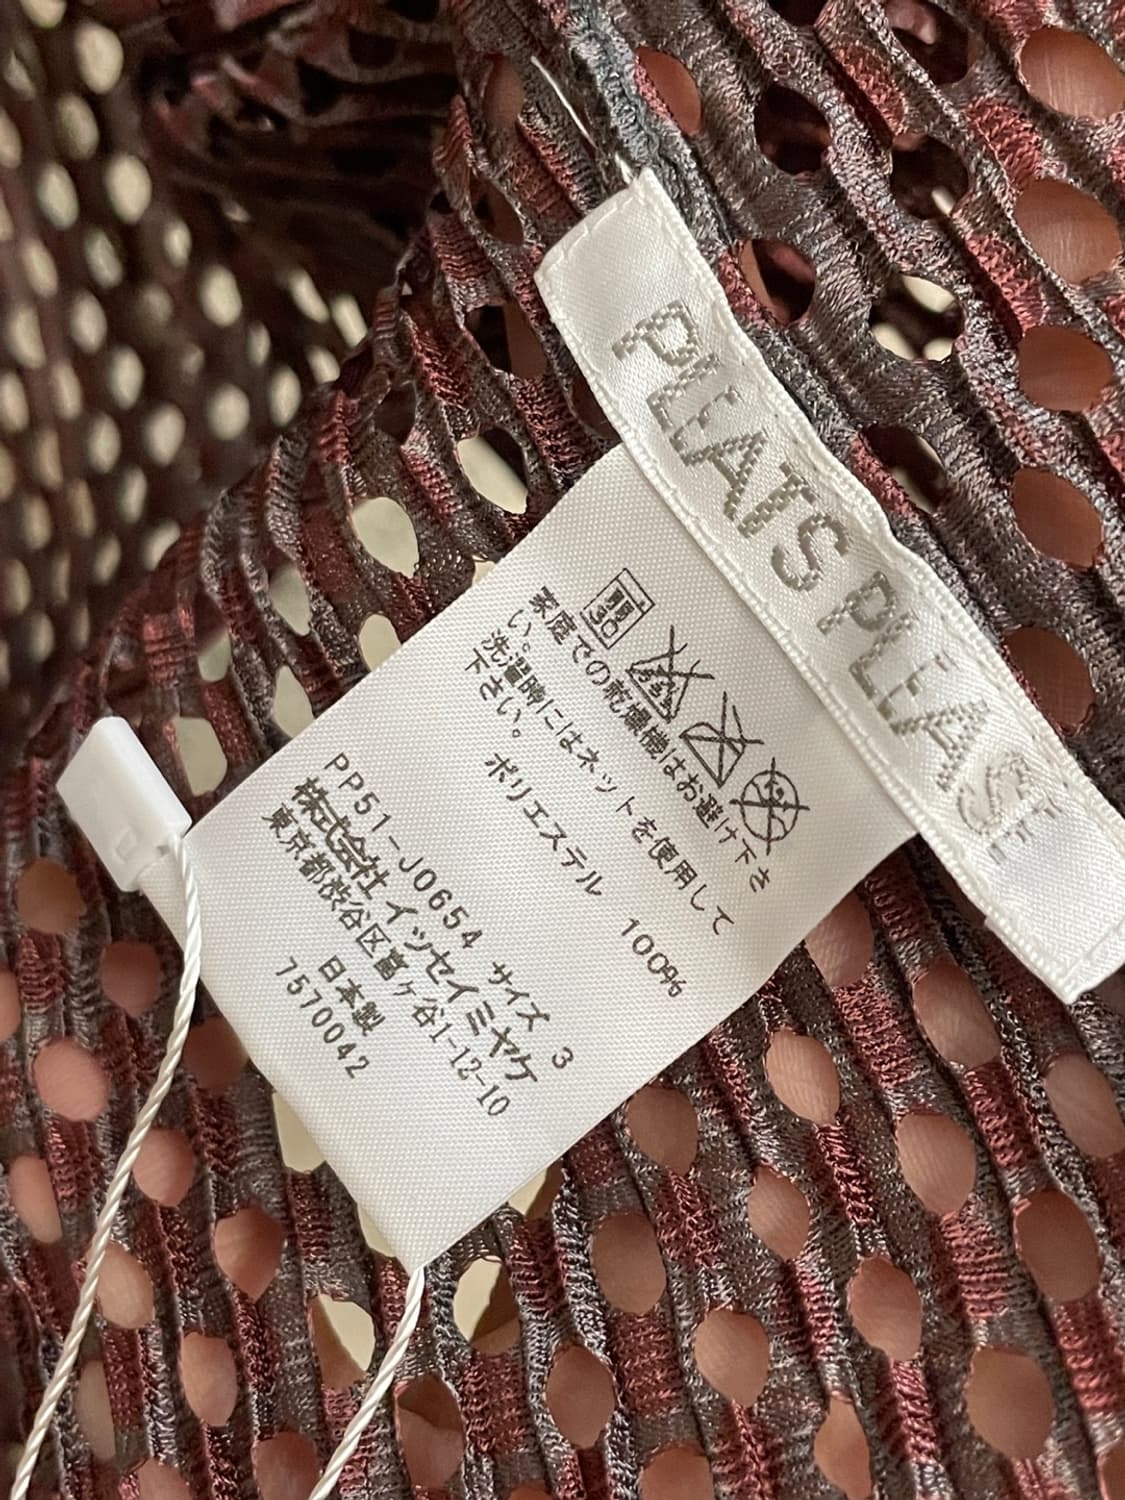 PLEATS PLEASE
家庭での乾燥機はお避け下さ
い。
洗濯時にはネットを使用して
下さい。
ポリエステル 100%
PP51-J0654 サイズ 3
株式会社イッセイミヤケ
東京都渋谷区富ヶ谷1-12-10
日本製
7570042